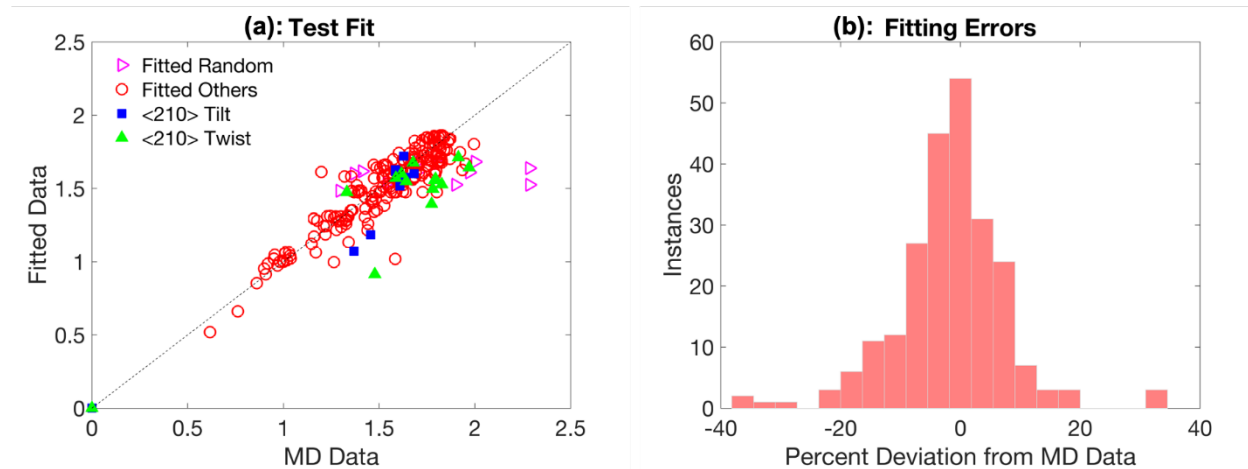 (a): Test Fit
2.5
2
1.5
1
0.5
0
Fitted Data
Fitted Random
Fitted Others
<210> Tilt
<210> Twist
0 0.5 1 1.5 2 2.5
MD Data
(b): Fitting Errors
60
50
40
30
20
10
0
Instances
-40 -20 0 20 40
Percent Deviation from MD Data